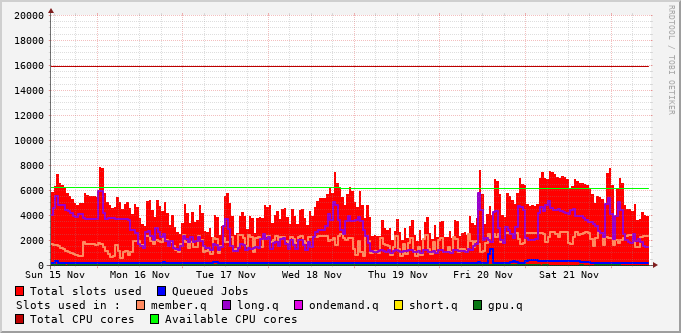 RRDTOOL / TOBI OETIKER
20000
18000
16000
14000
12000
10000
8000
6000
4000
2000
0
Sun 15 Nov Mon 16 Nov Tue 17 Nov Wed 18 Nov Thu 19 Nov Fri 20 Nov Sat 21 Nov
Total slots used Queued Jobs
Slots used in : member.q long.q ondemand.q short.q gpu.q
Total CPU cores Available CPU cores